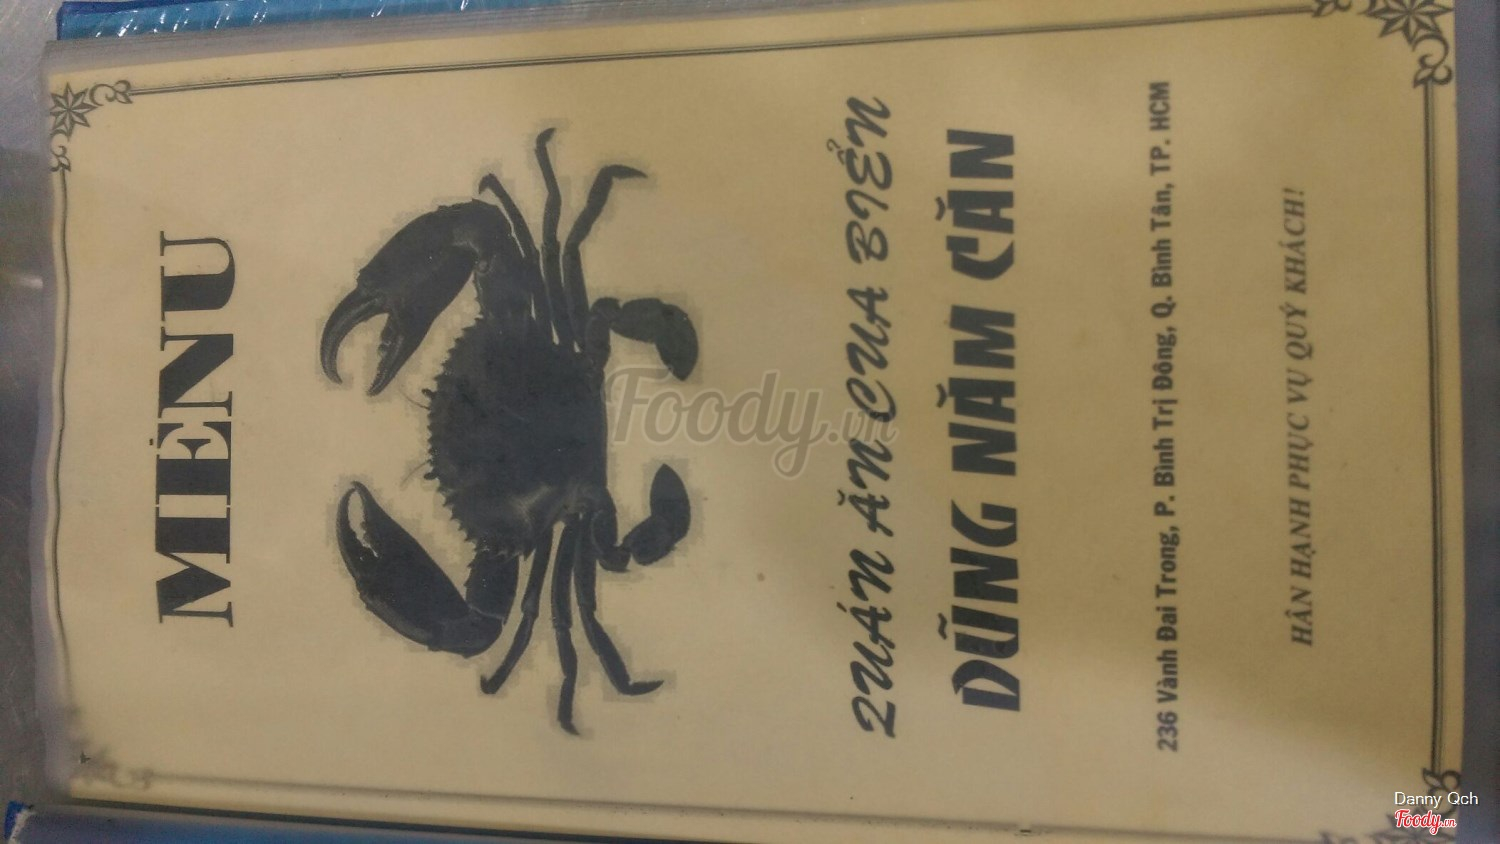 MENU
QUÁN ĂN CUA BIỂN
DŨNG NĂM CĂN
236 Vành Đai Trong, P. Bình Trị Đông, Q. Bình Tân, TP. HCM
HÂN HẠNH PHỤC VỤ QUÝ KHÁCH!
Foody.vn
Danny Qch
Foody.vn